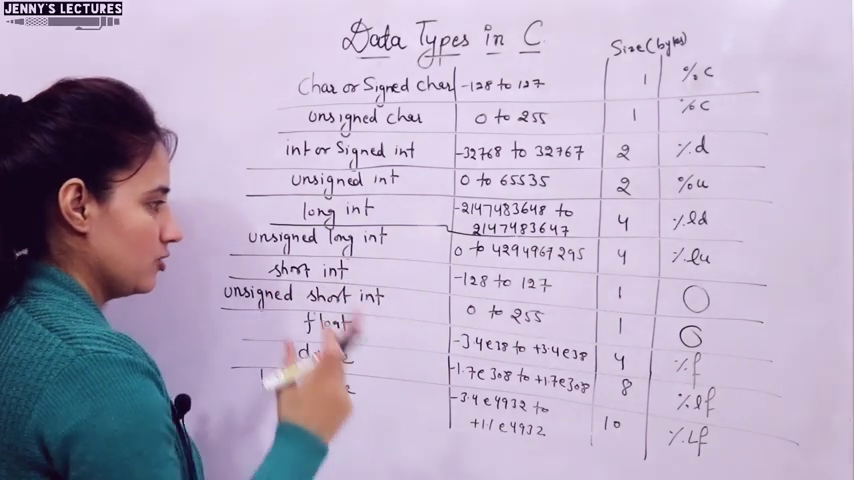 JENNY'S LECTURES
Data Types in C
Size(bytes)
Char or Signed Char -128 to 127 1 %c
unsigned char 0 to 255 1 %c
int or Signed int -32768 to 32767 2 %d
unsigned int 0 to 65535 2 %u
long int -2147483648 to
2147483647 4 %ld
unsigned long int 0 to 4294967295 4 %lu
short int -128 to 127 1
unsigned short int 0 to 255 1
float -3.4e38 to +3.4e38 4 %f
-1.7e308 to +1.7e308 8 %lf
-3.4e4932 to
+1.1e4932 10 %Lf